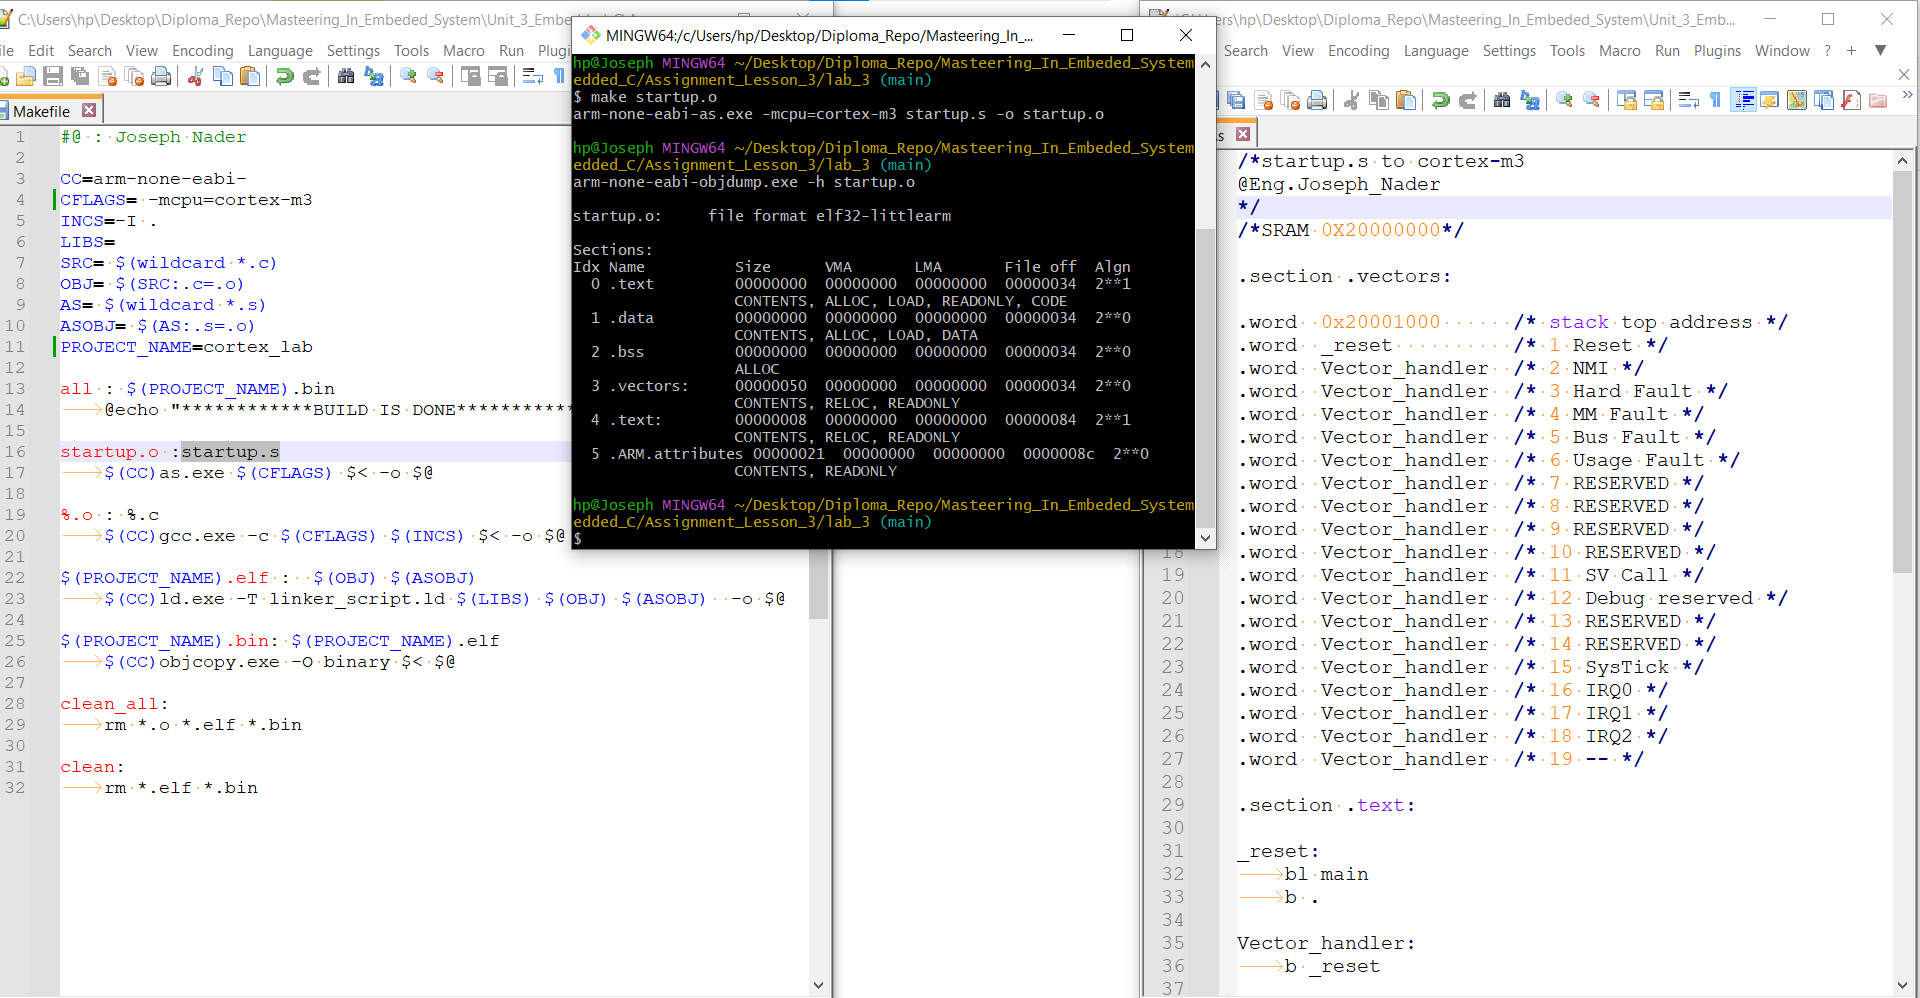 C:\Users\hp\Desktop\Diploma_Repo\Masteering_In_Embeded_System\Unit_3_Embe
File Edit Search View Encoding Language Settings Tools Macro Run Plugi
Makefile
1 #@ : Joseph Nader
2
3 CC=arm-none-eabi-
4 CFLAGS= -mcpu=cortex-m3
5 INCS=-I .
6 LIBS=
7 SRC= $(wildcard *.c)
8 OBJ= $(SRC:.c=.o)
9 AS= $(wildcard *.s)
10 ASOBJ= $(AS:.s=.o)
11 PROJECT_NAME=cortex_lab
12
13 all : $(PROJECT_NAME).bin
14 @echo "************BUILD IS DONE***********
15
16 startup.o :startup.s
17 $(CC)as.exe $(CFLAGS) $< -o $@
18
19 %.o : %.c
20 $(CC)gcc.exe -c $(CFLAGS) $(INCS) $< -o $@
21
22 $(PROJECT_NAME).elf : $(OBJ) $(ASOBJ)
23 $(CC)ld.exe -T linker_script.ld $(LIBS) $(OBJ) $(ASOBJ) -o $@
24
25 $(PROJECT_NAME).bin: $(PROJECT_NAME).elf
26 $(CC)objcopy.exe -O binary $< $@
27
28 clean_all:
29 rm *.o *.elf *.bin
30
31 clean:
32 rm *.elf *.bin
MINGW64:/c/Users/hp/Desktop/Diploma_Repo/Masteering_In_...
hp@Joseph MINGW64 ~/Desktop/Diploma_Repo/Masteering_In_Embeded_System
edded_C/Assignment_Lesson_3/lab_3 (main)
$ make startup.o
arm-none-eabi-as.exe -mcpu=cortex-m3 startup.s -o startup.o
hp@Joseph MINGW64 ~/Desktop/Diploma_Repo/Masteering_In_Embeded_System
edded_C/Assignment_Lesson_3/lab_3 (main)
arm-none-eabi-objdump.exe -h startup.o
startup.o: file format elf32-littlearm
Sections:
Idx Name Size VMA LMA File off Algn
0 .text 00000000 00000000 00000000 00000034 2**1
CONTENTS, ALLOC, LOAD, READONLY, CODE
1 .data 00000000 00000000 00000000 00000034 2**0
CONTENTS, ALLOC, LOAD, DATA
2 .bss 00000000 00000000 00000000 00000034 2**0
ALLOC
3 .vectors: 00000050 00000000 00000000 00000034 2**0
CONTENTS, RELOC, READONLY
4 .text: 00000008 00000000 00000000 00000084 2**1
CONTENTS, RELOC, READONLY
5 .ARM.attributes 00000021 00000000 00000000 0000008c 2**0
CONTENTS, READONLY
hp@Joseph MINGW64 ~/Desktop/Diploma_Repo/Masteering_In_Embeded_System
edded_C/Assignment_Lesson_3/lab_3 (main)
$
C:\Users\hp\Desktop\Diploma_Repo\Masteering_In_Embeded_System\Unit_3_Emb...
Search View Encoding Language Settings Tools Macro Run Plugins Window ? + ▼
.s
/*startup.s to cortex-m3
@Eng.Joseph_Nader
*/
/*SRAM 0X20000000*/
.section .vectors:
.word 0x20001000 /* stack top address */
.word _reset /* 1 Reset */
.word Vector_handler /* 2 NMI */
.word Vector_handler /* 3 Hard Fault */
.word Vector_handler /* 4 MM Fault */
.word Vector_handler /* 5 Bus Fault */
.word Vector_handler /* 6 Usage Fault */
.word Vector_handler /* 7 RESERVED */
.word Vector_handler /* 8 RESERVED */
.word Vector_handler /* 9 RESERVED */
18 .word Vector_handler /* 10 RESERVED */
19 .word Vector_handler /* 11 SV Call */
20 .word Vector_handler /* 12 Debug reserved */
21 .word Vector_handler /* 13 RESERVED */
22 .word Vector_handler /* 14 RESERVED */
23 .word Vector_handler /* 15 SysTick */
24 .word Vector_handler /* 16 IRQ0 */
25 .word Vector_handler /* 17 IRQ1 */
26 .word Vector_handler /* 18 IRQ2 */
27 .word Vector_handler /* 19 -- */
28
29 .section .text:
30
31 _reset:
32 bl main
33 b .
34
35 Vector_handler:
36 b _reset
37